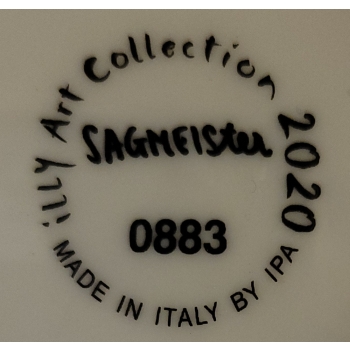 illy Art Collection 2020
SAGMEISter
0883
MADE IN ITALY BY IPA